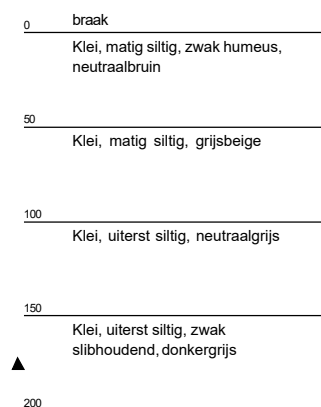 0 braak
Klei, matig siltig, zwak humeus,
neutraalbruin
50
Klei, matig siltig, grijsbeige
100
Klei, uiterst siltig, neutraalgrijs
150
Klei, uiterst siltig, zwak
slibhoudend, donkergrijs
200